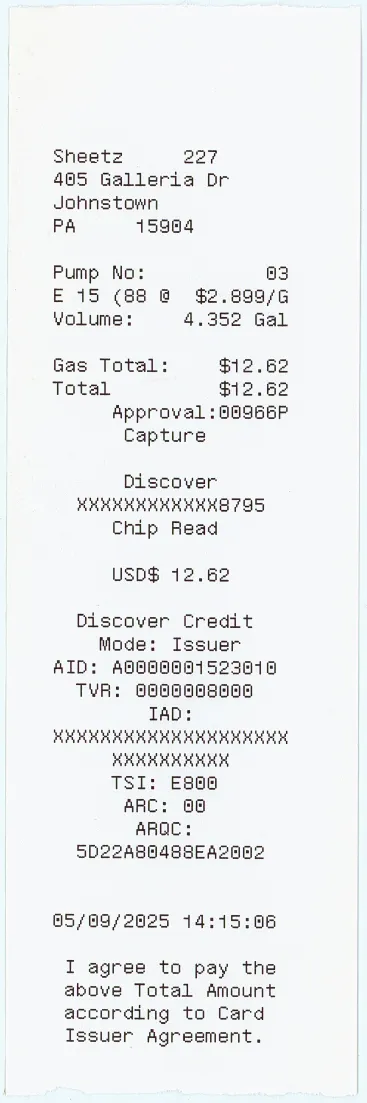 Sheetz 227
405 Galleria Dr
Johnstown
PA 15904
Pump No: 03
E 15 (88 @ $2.899/G
Volume: 4.352 Gal
Gas Total: $12.62
Total $12.62
Approval:00966P
Capture
Discover
XXXXXXXXXXXX8795
Chip Read
USD$ 12.62
Discover Credit
Mode: Issuer
AID: A0000001523010
TVR: 0000008000
IAD:
XXXXXXXXXXXXXXXXXXXX
XXXXXXXXXX
TSI: E800
ARC: 00
ARQC:
5D22A80488EA2002
05/09/2025 14:15:06
I agree to pay the
above Total Amount
according to Card
Issuer Agreement.